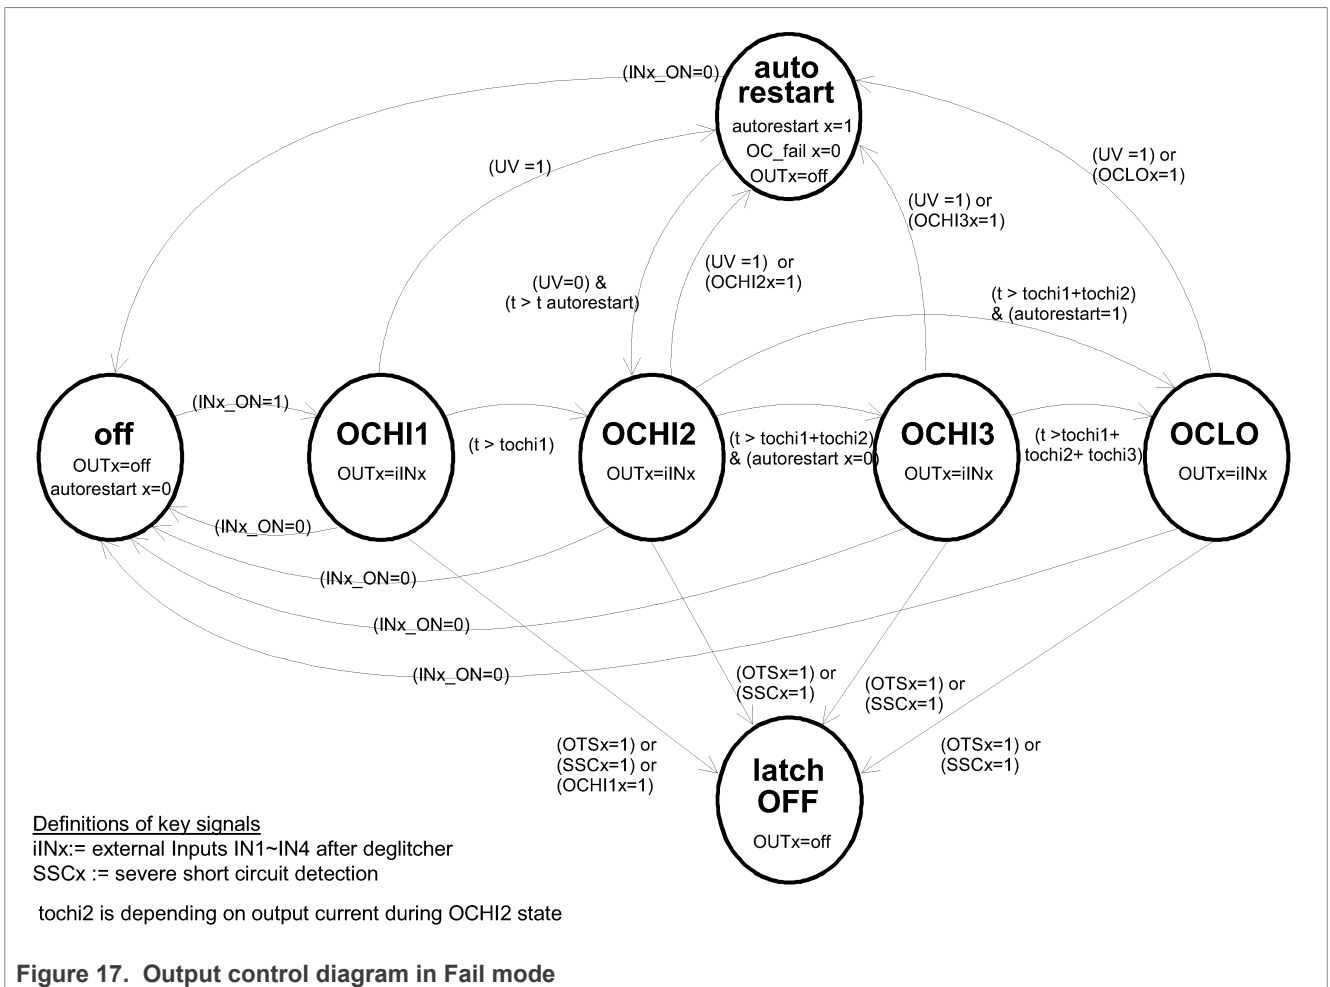 auto
restart
autorestart x=1
OC_fail x=0
OUTx=off
(INx_ON=0)
(UV =1)
(UV =1) or
(OCLOx=1)
(UV =1) or
(OCHI3x=1)
(UV =1) or
(OCHI2x=1)
(UV=0) &
(t > t autorestart)
(t > tochi1+tochi2)
& (autorestart=1)
off
OUTx=off
autorestart x=0
(INx_ON=1)
OCHI1
OUTx=iINx
(t > tochi1)
OCHI2
OUTx=iINx
(t > tochi1+tochi2)
& (autorestart x=0)
OCHI3
OUTx=iINx
(t >tochi1+
tochi2+ tochi3)
OCLO
OUTx=iINx
(INx_ON=0)
(INx_ON=0)
(INx_ON=0)
(INx_ON=0)
(OTSx=1) or
(SSCx=1) or
(OCHI1x=1)
(OTSx=1) or
(SSCx=1)
(OTSx=1) or
(SSCx=1)
(OTSx=1) or
(SSCx=1)
latch
OFF
OUTx=off
Definitions of key signals
iINx:= external Inputs IN1~IN4 after deglitcher
SSCx := severe short circuit detection
tochi2 is depending on output current during OCHI2 state
Figure 17. Output control diagram in Fail mode